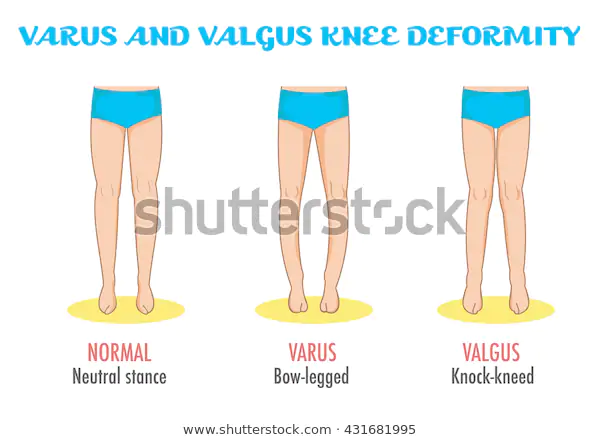 VARUS AND VALGUS KNEE DEFORMITY
shutterstock
NORMAL
Neutral stance
VARUS
Bow-legged
VALGUS
Knock-kneed
www.shutterstock.com · 431681995